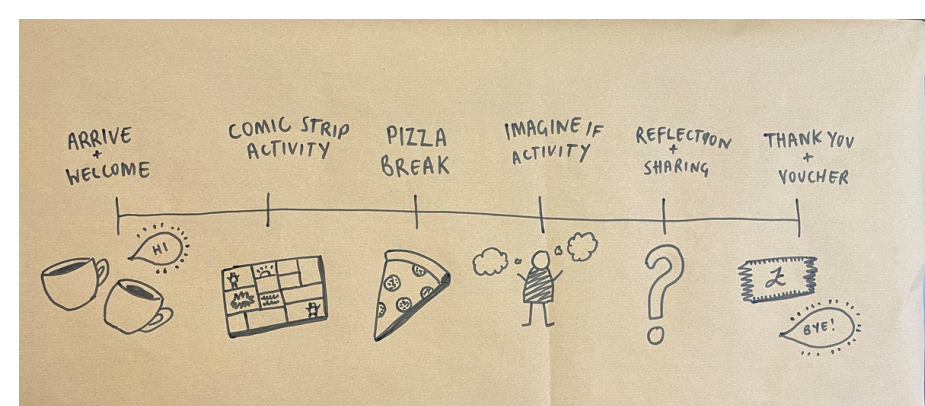 ARRIVE
+
WELCOME
COMIC STRIP
ACTIVITY
PIZZA
BREAK
IMAGINE IF
ACTIVITY
REFLECTION
+
SHARING
THANK YOU
+
VOUCHER
HI
£
BYE!